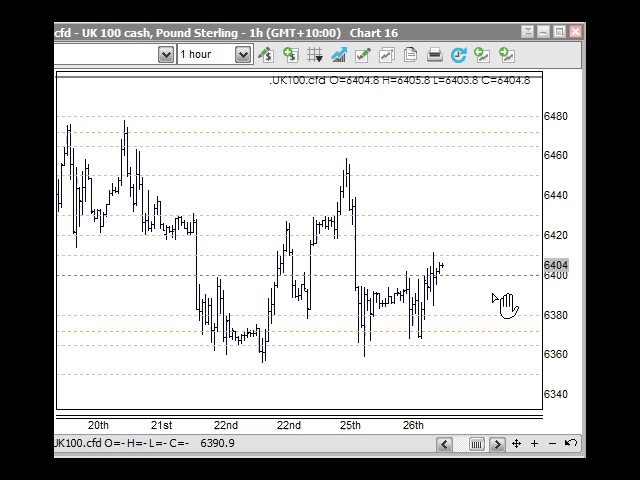 cfd - UK 100 cash, Pound Sterling - 1h (GMT+10:00) Chart 16
1 hour
.UK100.cfd O=6404.8 H=6405.8 L=6403.8 C=6404.8
6480
6460
6440
6420
6404
6400
6380
6360
6340
20th 21st 22nd 22nd 25th 26th
UK100.cfd O=- H=- L=- C=- 6390.9